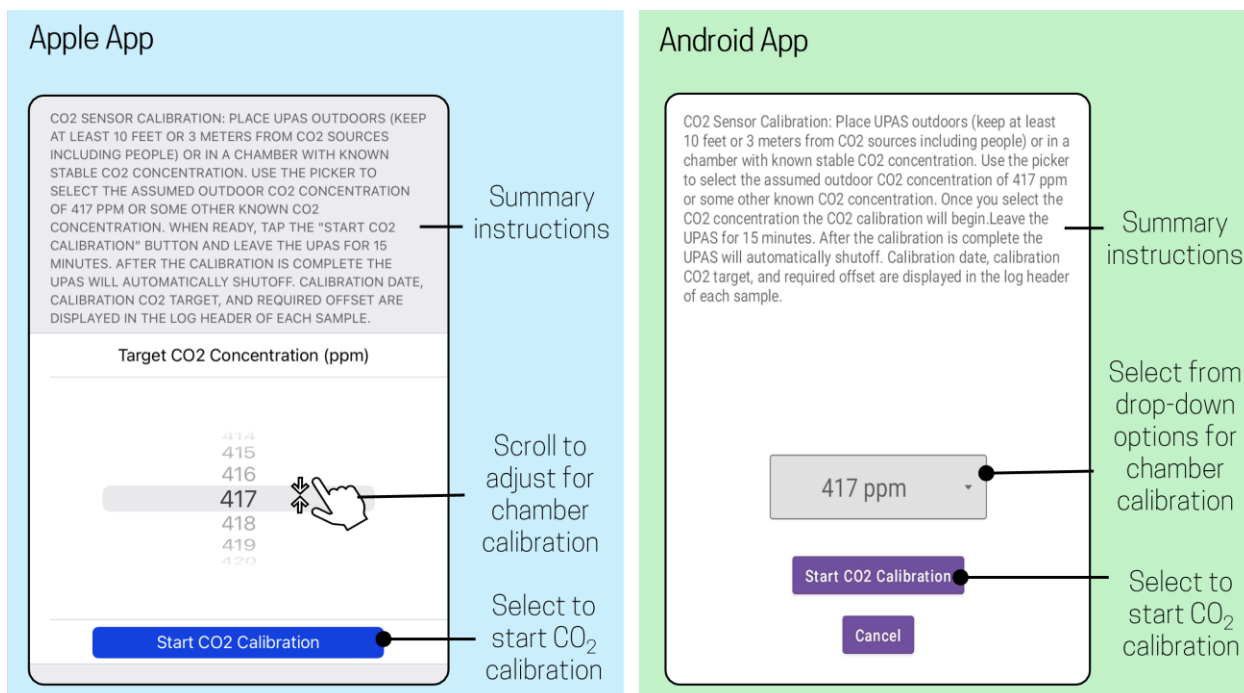 Apple App
CO2 SENSOR CALIBRATION: PLACE UPAS OUTDOORS (KEEP
AT LEAST 10 FEET OR 3 METERS FROM CO2 SOURCES
INCLUDING PEOPLE) OR IN A CHAMBER WITH KNOWN
STABLE CO2 CONCENTRATION. USE THE PICKER TO
SELECT THE ASSUMED OUTDOOR CO2 CONCENTRATION
OF 417 PPM OR SOME OTHER KNOWN CO2
CONCENTRATION. WHEN READY, TAP THE "START CO2
CALIBRATION" BUTTON AND LEAVE THE UPAS FOR 15
MINUTES. AFTER THE CALIBRATION IS COMPLETE THE
UPAS WILL AUTOMATICALLY SHUTOFF. CALIBRATION DATE,
CALIBRATION CO2 TARGET, AND REQUIRED OFFSET ARE
DISPLAYED IN THE LOG HEADER OF EACH SAMPLE.
Summary
instructions
Target CO2 Concentration (ppm)
414
415
416
417
418
419
420
Scroll to
adjust for
chamber
calibration
Start CO2 Calibration
Select to
start CO₂
calibration
Android App
CO2 Sensor Calibration: Place UPAS outdoors (keep at least
10 feet or 3 meters from CO2 sources including people) or in a
chamber with known stable CO2 concentration. Use the picker
to select the assumed outdoor CO2 concentration of 417 ppm
or some other known CO2 concentration. Once you select the
CO2 concentration the CO2 calibration will begin.Leave the
UPAS for 15 minutes. After the calibration is complete the
UPAS will automatically shutoff. Calibration date, calibration
CO2 target, and required offset are displayed in the log header
of each sample.
Summary
instructions
417 ppm
Select from
drop-down
options for
chamber
calibration
Start CO2 Calibration
Cancel
Select to
start CO₂
calibration